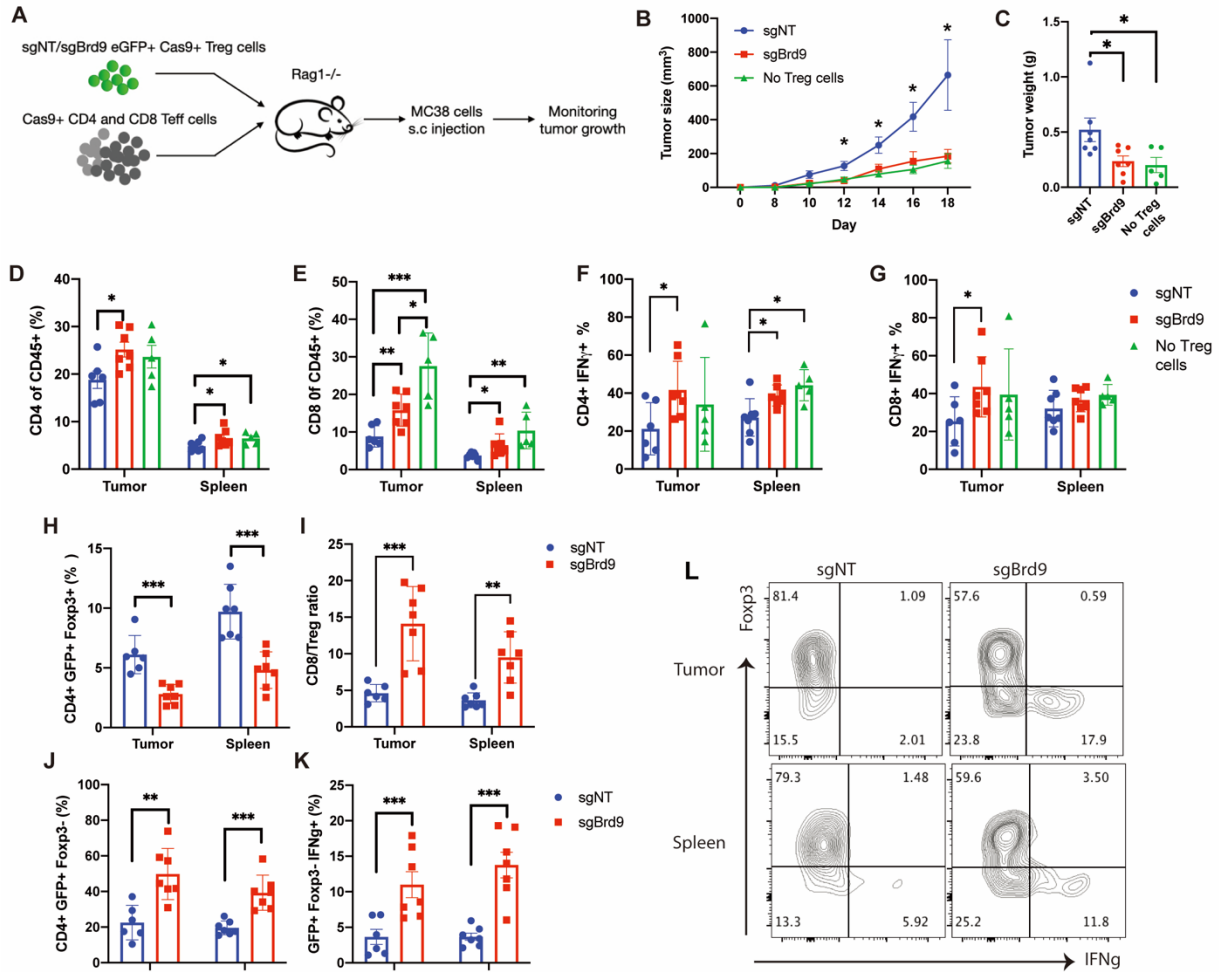 A
sgNT/sgBrd9 eGFP+ Cas9+ Treg cells
Cas9+ CD4 and CD8 Teff cells
Rag1-/-
MC38 cells
s.c injection
Monitoring
tumor growth
B
Tumor size (mm³)
1000
800
600
400
200
0
sgNT
sgBrd9
No Treg cells
*
*
*
*
0
8
10
12
14
16
18
Day
C
Tumor weight (g)
1.5
1.0
0.5
0.0
*
*
sgNT
sgBrd9
No Treg
cells
D
CD4 of CD45+ (%)
40
30
20
10
0
*
*
*
Tumor
Spleen
E
CD8 0f CD45+ (%)
50
40
30
20
10
0
***
*
**
**
*
Tumor
Spleen
F
CD4+ IFNγ+ %
100
80
60
40
20
0
*
*
*
Tumor
Spleen
G
CD8+ IFNγ+ %
100
80
60
40
20
0
*
Tumor
Spleen
sgNT
sgBrd9
No Treg
cells
H
CD4+ GFP+ Foxp3+ (% )
15
10
5
0
***
***
Tumor
Spleen
I
CD8/Treg ratio
25
20
15
10
5
0
***
**
Tumor
Spleen
sgNT
sgBrd9
J
CD4+ GFP+ Foxp3- (%)
100
80
60
40
20
0
**
***
K
GFP+ Foxp3- IFNg+ (%)
25
20
15
10
5
0
***
***
sgNT
sgBrd9
L
sgNT
sgBrd9
Foxp3
Tumor
81.4
1.09
15.5
2.01
57.6
0.59
23.8
17.9
Spleen
79.3
1.48
13.3
5.92
59.6
3.50
25.2
11.8
IFNg